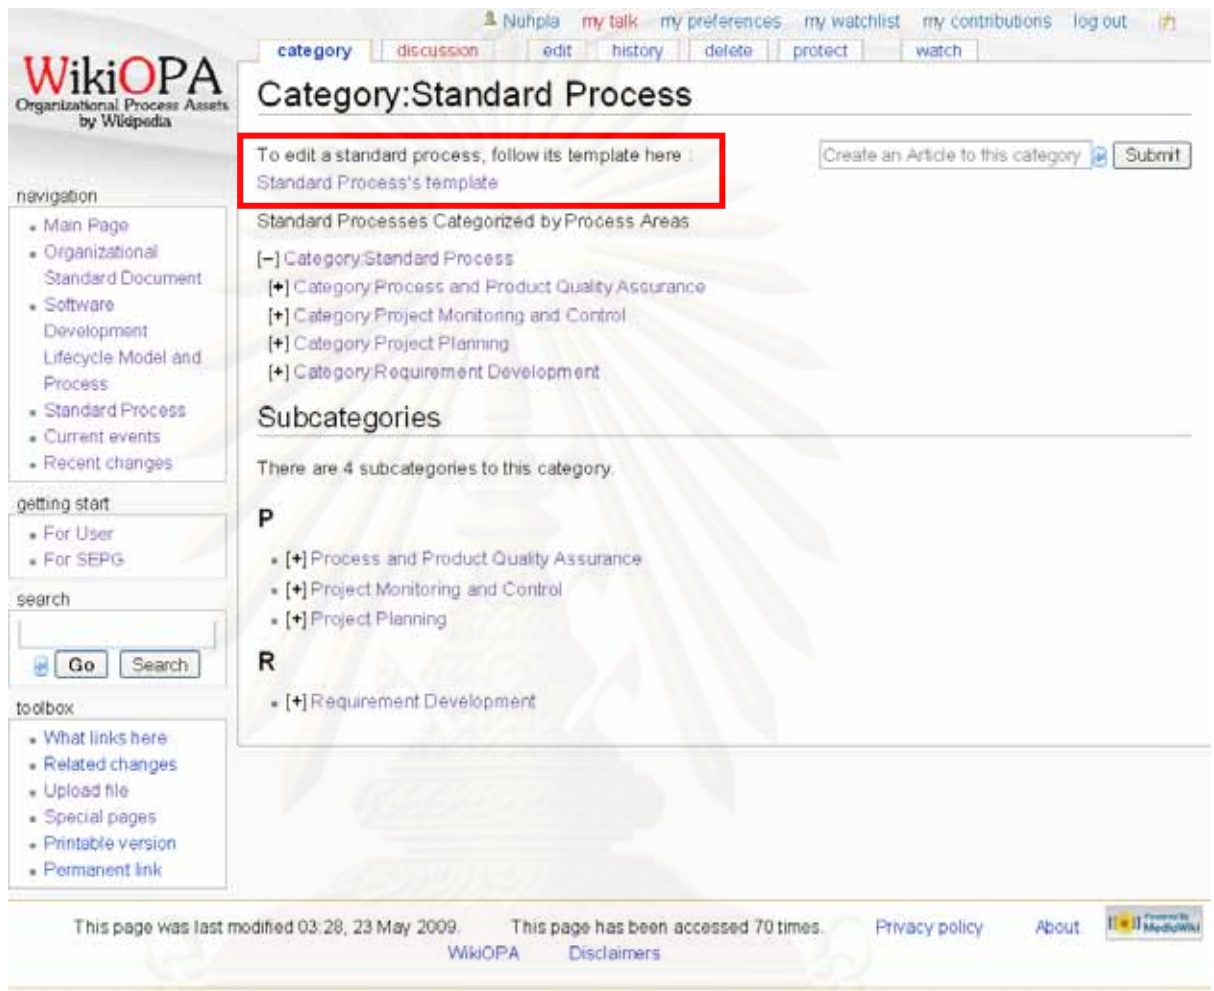 Nuhpla my talk my preferences my watchlist my contributions log out
category discussion edit history delete protect watch
WikiOPA
Organizational Process Assets
by Wikipedia
Category:Standard Process
To edit a standard process, follow its template here :
Standard Process's template
Create an Article to this category Submit
Standard Processes Categorized by Process Areas
[−] Category:Standard Process
[+] Category:Process and Product Quality Assurance
[+] Category:Project Monitoring and Control
[+] Category:Project Planning
[+] Category:Requirement Development
Subcategories
There are 4 subcategories to this category.
P
[+] Process and Product Quality Assurance
[+] Project Monitoring and Control
[+] Project Planning
R
[+] Requirement Development
navigation
Main Page
Organizational
Standard Document
Software
Development
Lifecycle Model and
Process
Standard Process
Current events
Recent changes
getting start
For User
For SEPG
search
Go Search
toolbox
What links here
Related changes
Upload file
Special pages
Printable version
Permanent link
This page was last modified 03:28, 23 May 2009. This page has been accessed 70 times. Privacy policy About
WikiOPA Disclaimers
Powered By
MediaWiki